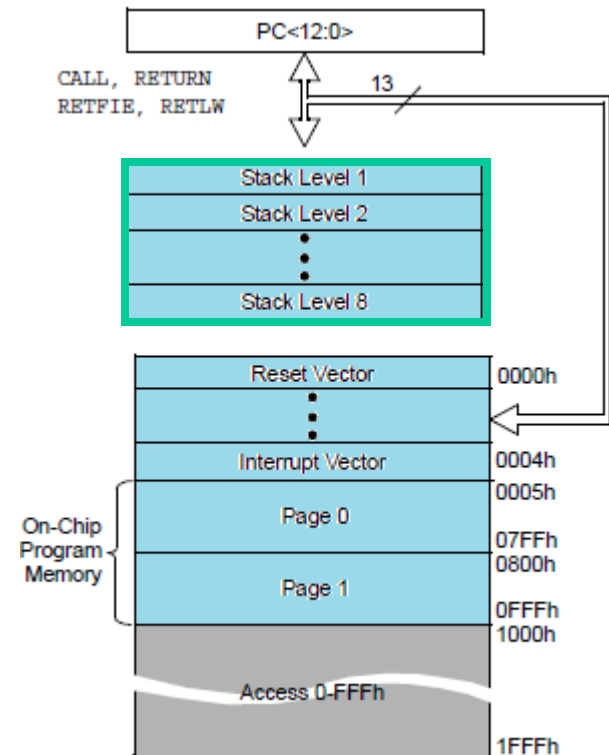 PC<12:0>
CALL, RETURN
RETFIE, RETLW
13
Stack Level 1
Stack Level 2
Stack Level 8
Reset Vector
0000h
Interrupt Vector
0004h
0005h
Page 0
On-Chip
Program
Memory
07FFh
0800h
Page 1
0FFFh
1000h
Access 0-FFFh
1FFFh